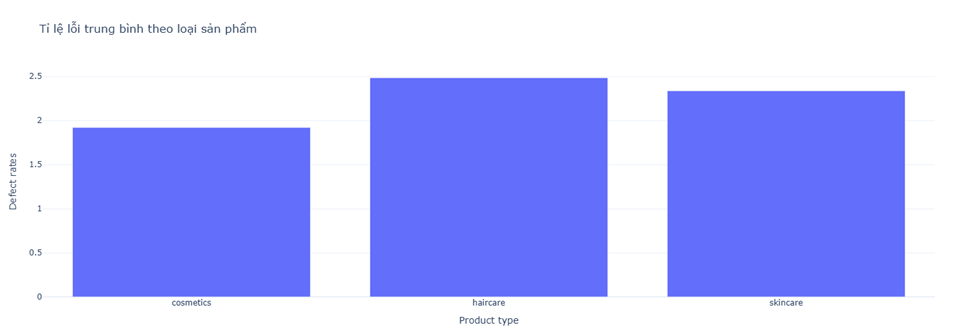 Tỉ lệ lỗi trung bình theo loại sản phẩm
2.5
2
1.5
1
0.5
0
Defect rates
cosmetics
haircare
skincare
Product type